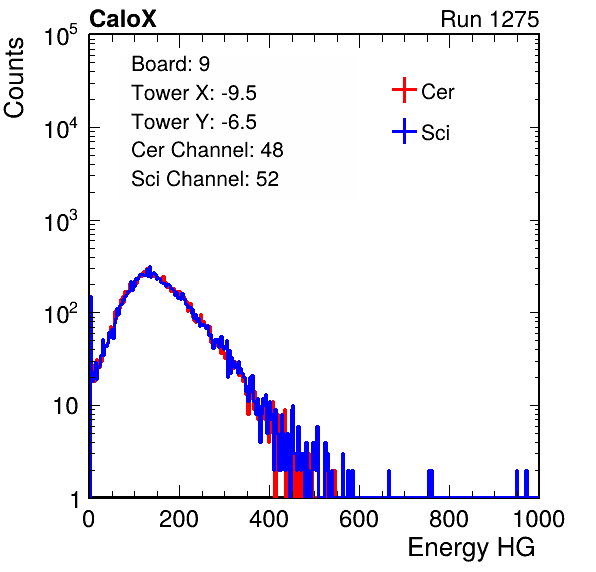 CaloX Run 1275
Counts
Board: 9
Tower X: -9.5
Tower Y: -6.5
Cer Channel: 48
Sci Channel: 52
Cer
Sci
10^5
10^4
10^3
10^2
10
1
0 200 400 600 800 1000
Energy HG